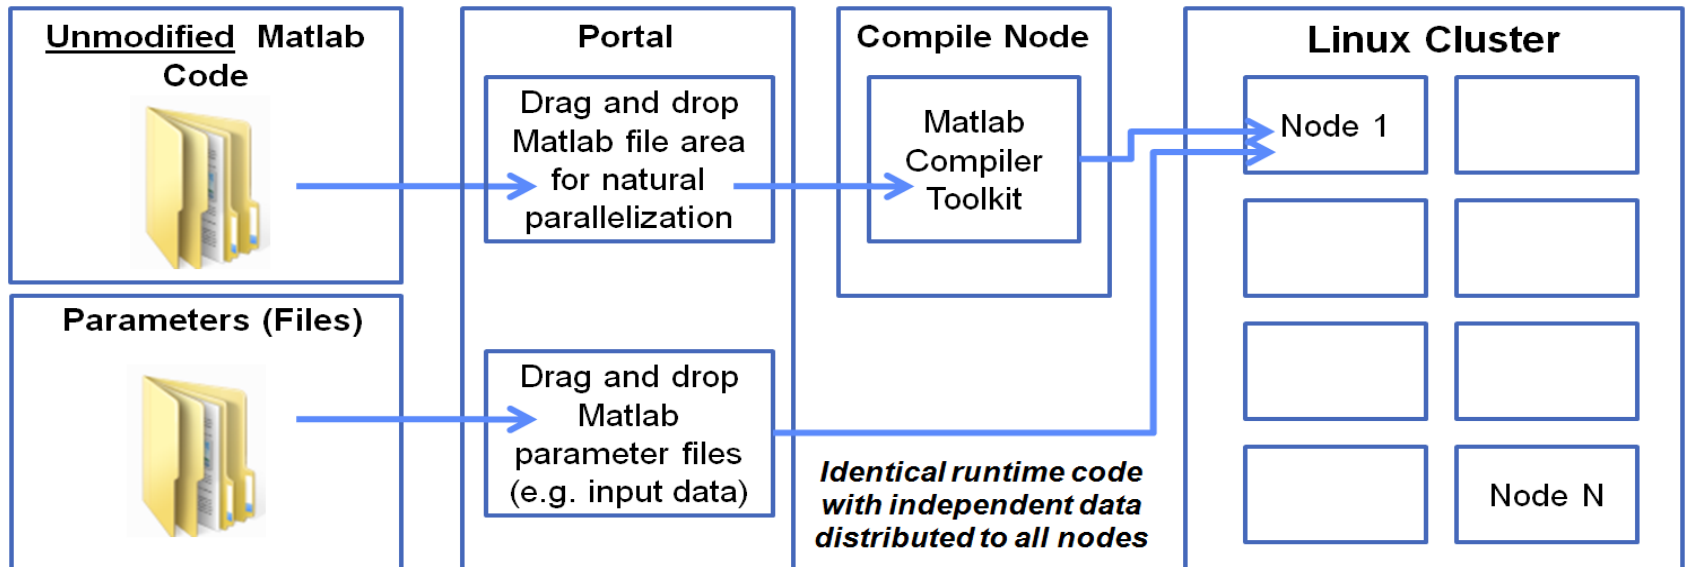 Unmodified Matlab
Code
Portal
Drag and drop
Matlab file area
for natural
parallelization
Compile Node
Matlab
Compiler
Toolkit
Linux Cluster
Node 1
Parameters (Files)
Drag and drop
Matlab
parameter files
(e.g. input data)
Identical runtime code
with independent data
distributed to all nodes
Node N